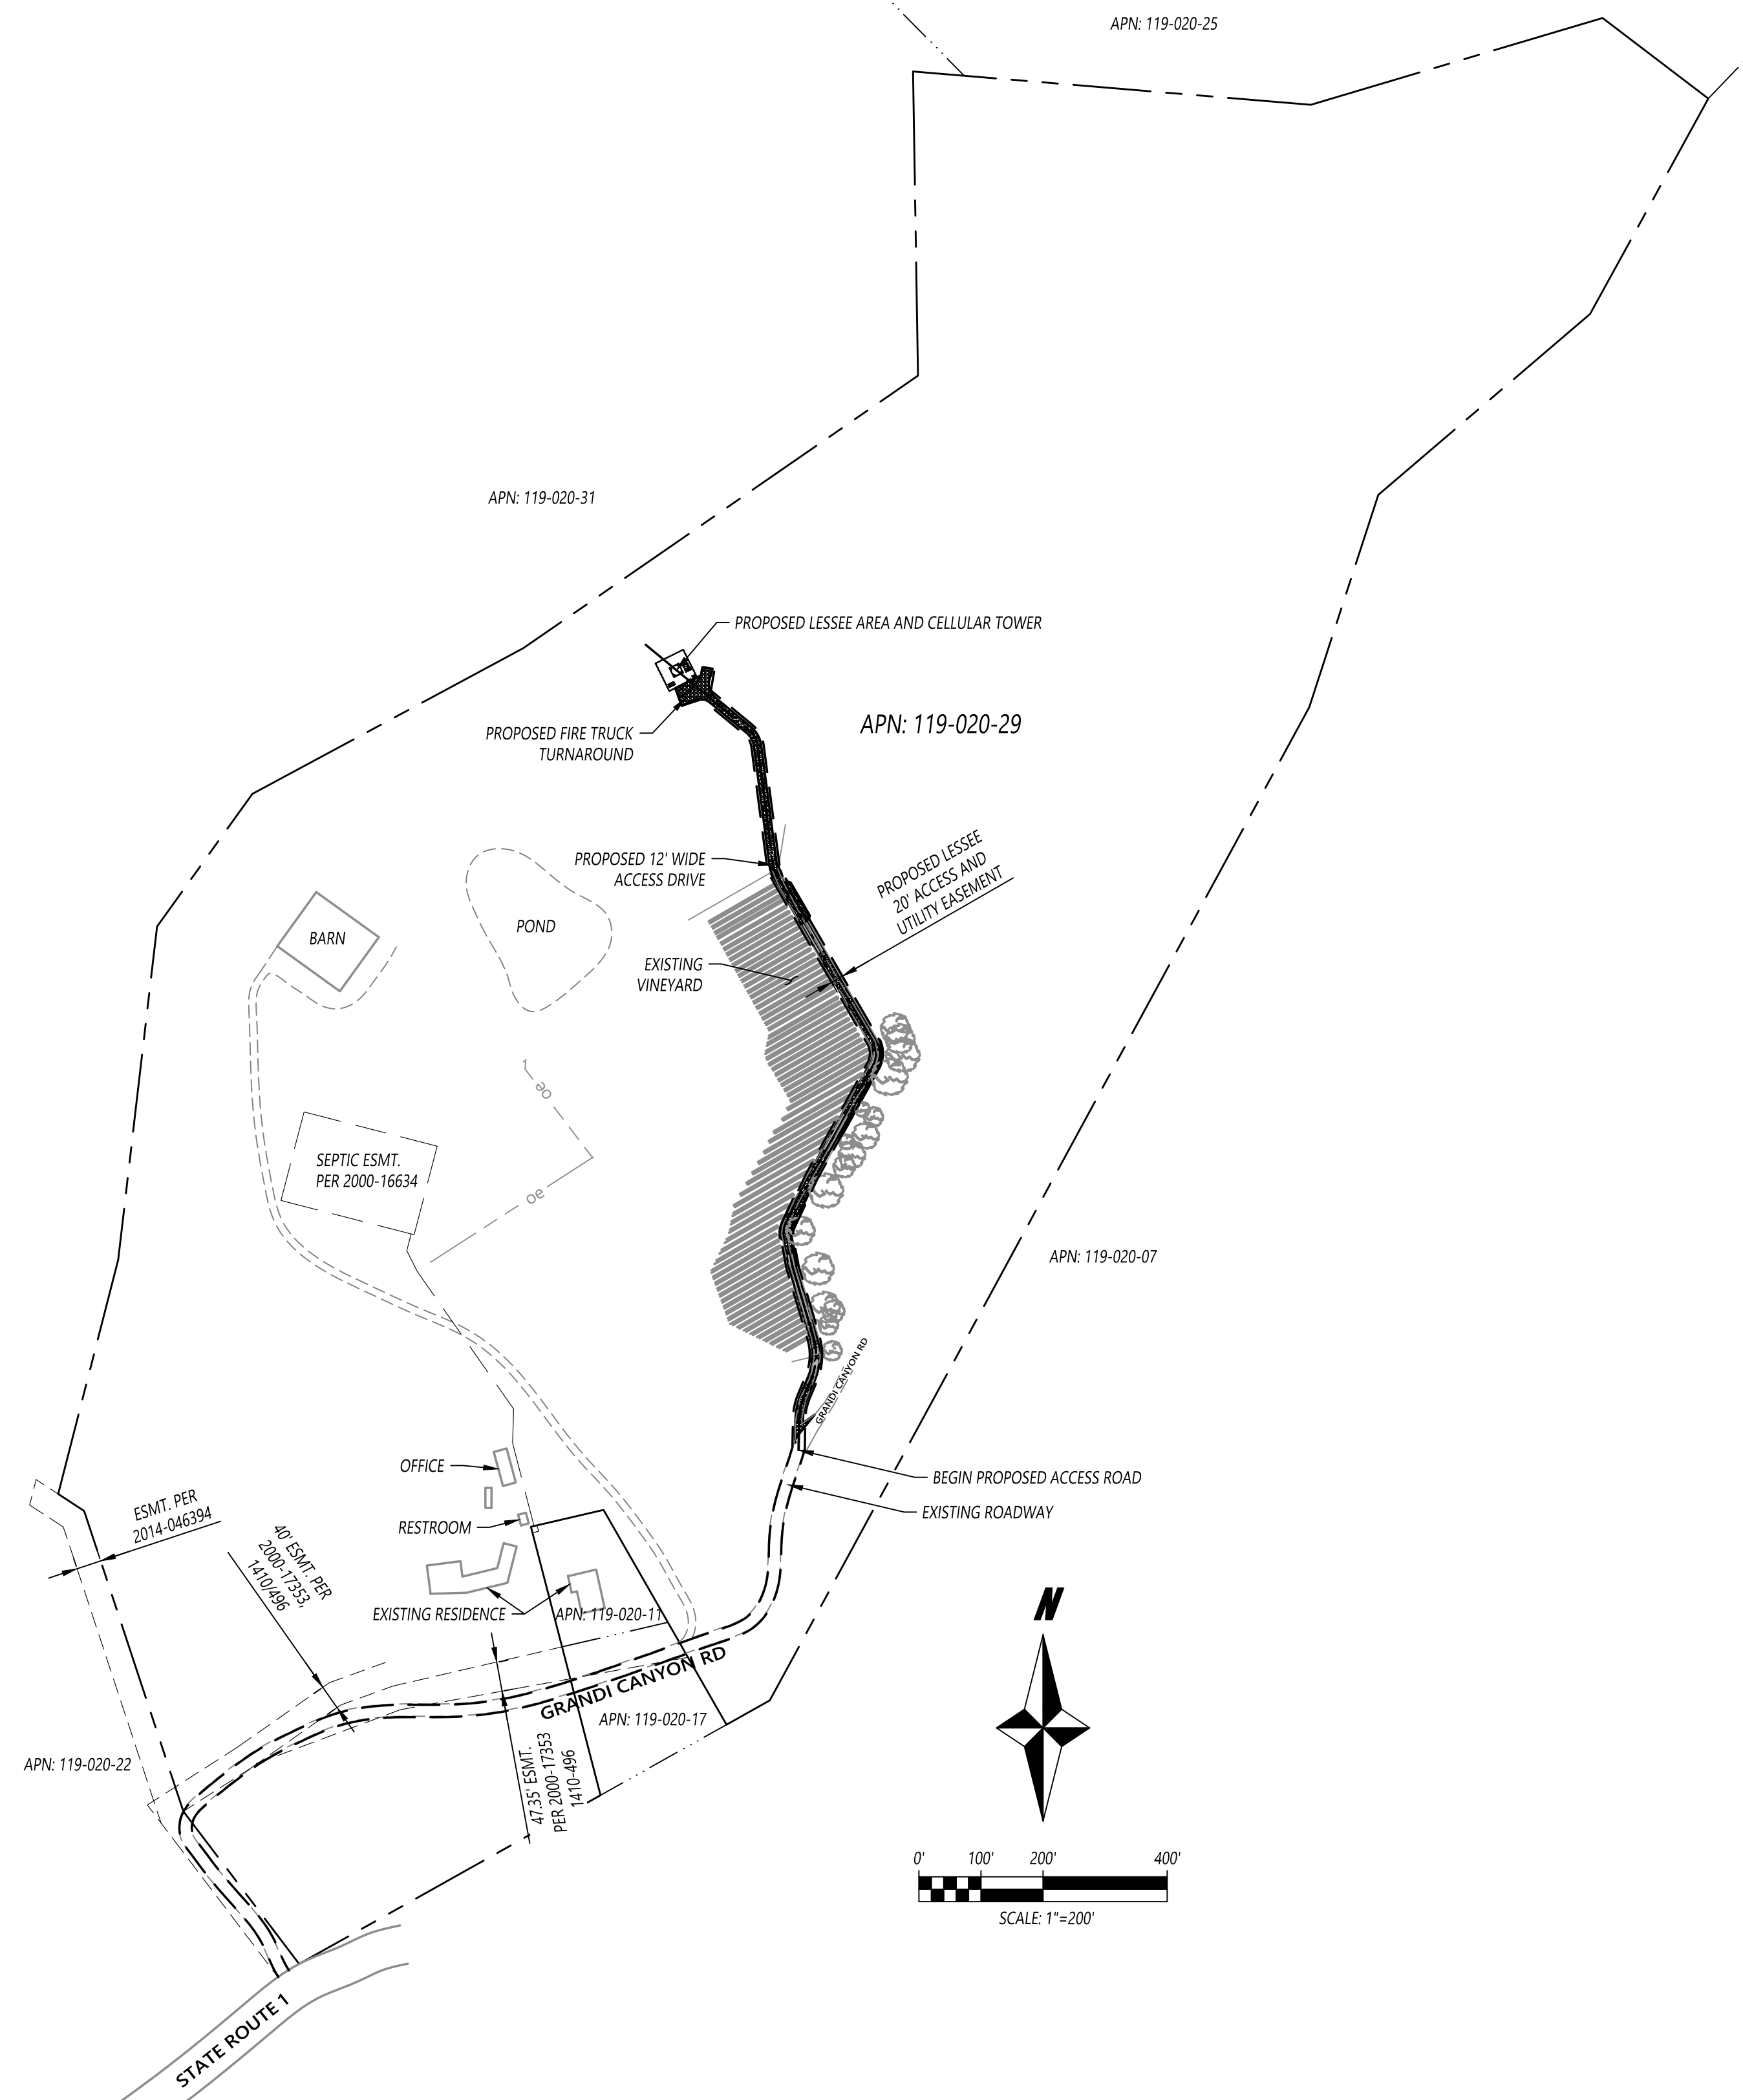 APN: 119-020-25
APN: 119-020-31
PROPOSED LESSEE AREA AND CELLULAR TOWER
APN: 119-020-29
PROPOSED FIRE TRUCK
TURNAROUND
PROPOSED 12' WIDE
ACCESS DRIVE
PROPOSED LESSEE
20' ACCESS AND
UTILITY EASEMENT
BARN
POND
EXISTING
VINEYARD
oe
SEPTIC ESMT.
PER 2000-16634
oe
APN: 119-020-07
GRANDI CANYON RD
OFFICE
BEGIN PROPOSED ACCESS ROAD
EXISTING ROADWAY
ESMT. PER
2014-046394
RESTROOM
40' ESMT. PER
2000-17353,
1410/496
EXISTING RESIDENCE
APN: 119-020-11
N
GRANDI CANYON RD
APN: 119-020-17
APN: 119-020-22
47.35' ESMT.
PER 2000-17353
1410-496
0' 100' 200' 400'
SCALE: 1"=200'
STATE ROUTE 1